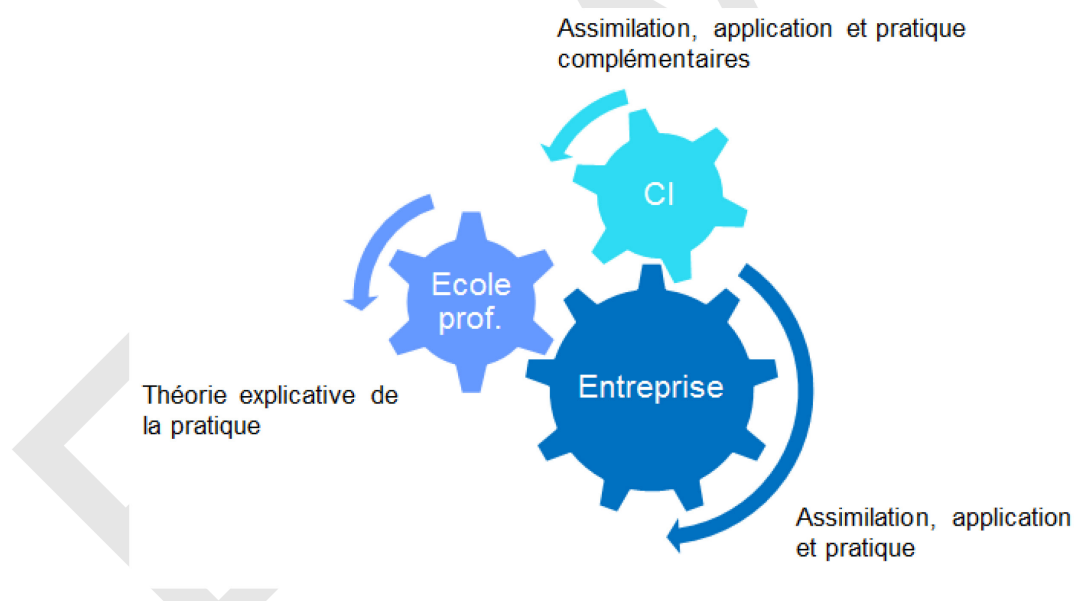 Assimilation, application et pratique
complémentaires
CI
Ecole
prof.
Entreprise
Théorie explicative de
la pratique
Assimilation, application
et pratique